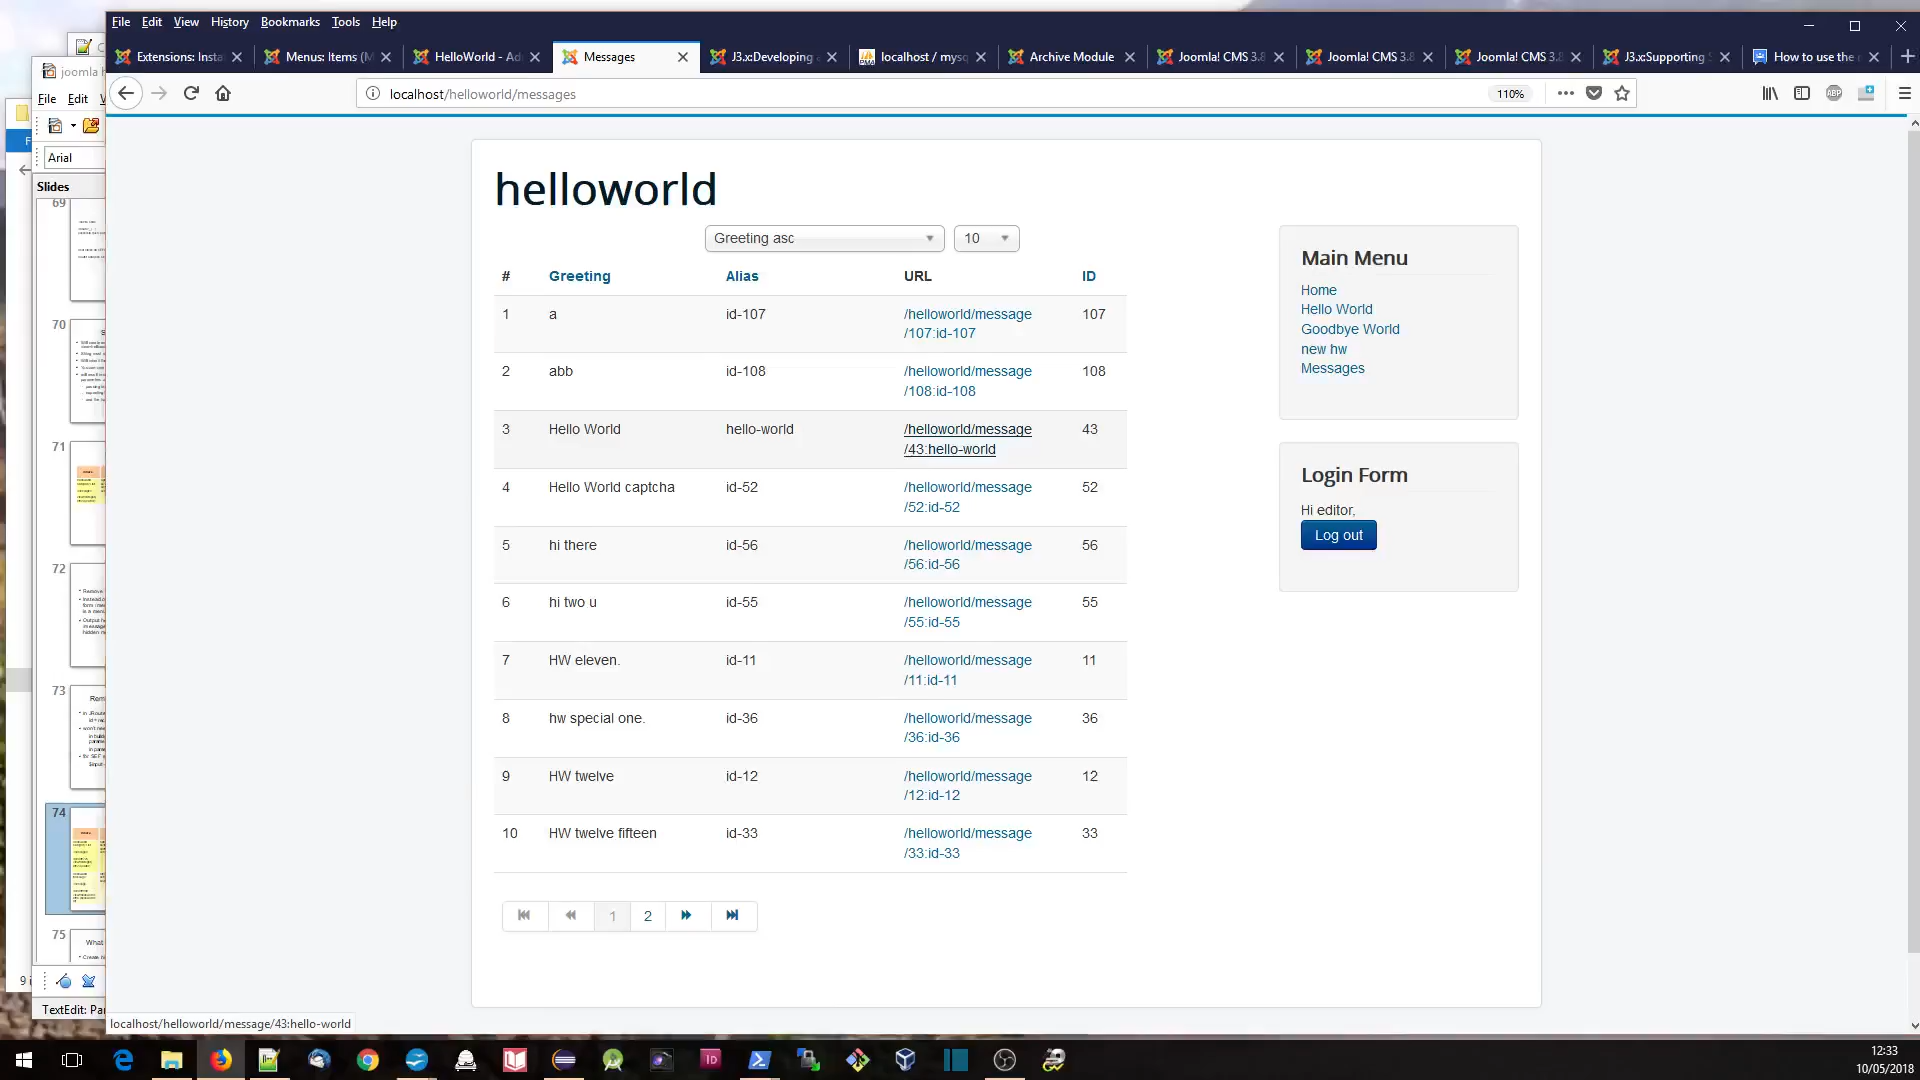 File Edit View History Bookmarks Tools Help
Extensions: Insta
Menus: Items (M
HelloWorld - Ad
Messages
J3.x:Developing a
localhost / mysq
Archive Module
Joomla! CMS 3.8
Joomla! CMS 3.8
Joomla! CMS 3.8
J3.x:Supporting S
How to use the
localhost/helloworld/messages
110%
ABP
joomla h
File Edit V
Arial
Slides
69
70
71
72
73
74
75
TextEdit: Par
helloworld
Greeting asc 10
# Greeting Alias URL ID
1 a id-107 /helloworld/message 107
/107:id-107
2 abb id-108 /helloworld/message 108
/108:id-108
3 Hello World hello-world /helloworld/message 43
/43:hello-world
4 Hello World captcha id-52 /helloworld/message 52
/52:id-52
5 hi there id-56 /helloworld/message 56
/56:id-56
6 hi two u id-55 /helloworld/message 55
/55:id-55
7 HW eleven. id-11 /helloworld/message 11
/11:id-11
8 hw special one. id-36 /helloworld/message 36
/36:id-36
9 HW twelve id-12 /helloworld/message 12
/12:id-12
10 HW twelve fifteen id-33 /helloworld/message 33
/33:id-33
1 2
Main Menu
Home
Hello World
Goodbye World
new hw
Messages
Login Form
Hi editor,
Log out
localhost/helloworld/message/43:hello-world
12:33
10/05/2018